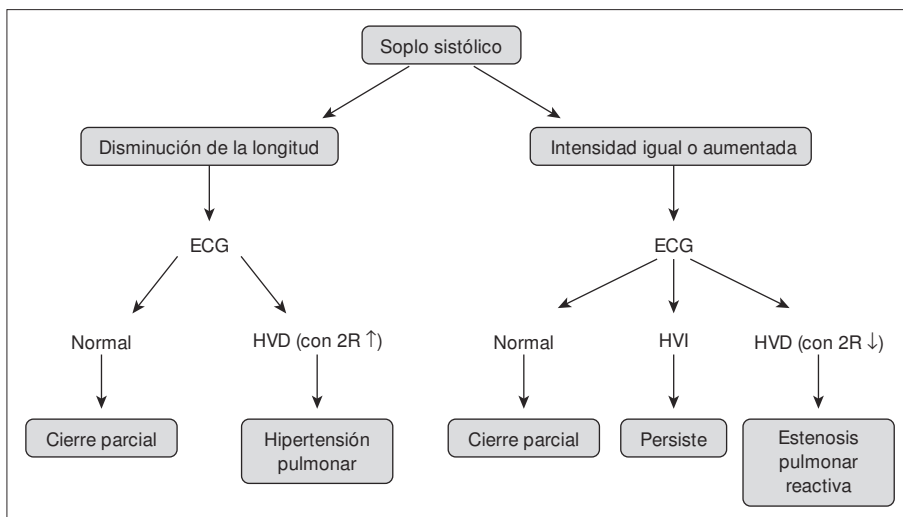 Soplo sistólico
Disminución de la longitud
Intensidad igual o aumentada
ECG
ECG
Normal
HVD (con 2R ↑)
Normal
HVI
HVD (con 2R ↓)
Cierre parcial
Hipertensión
pulmonar
Cierre parcial
Persiste
Estenosis
pulmonar
reactiva